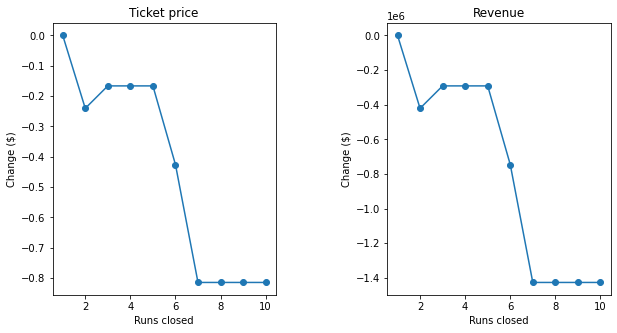 Ticket price
0.0
−0.1
−0.2
−0.3
−0.4
−0.5
−0.6
−0.7
−0.8
Change ($)
2 4 6 8 10
Runs closed
Revenue
1e6
0.0
−0.2
−0.4
−0.6
−0.8
−1.0
−1.2
−1.4
Change ($)
2 4 6 8 10
Runs closed